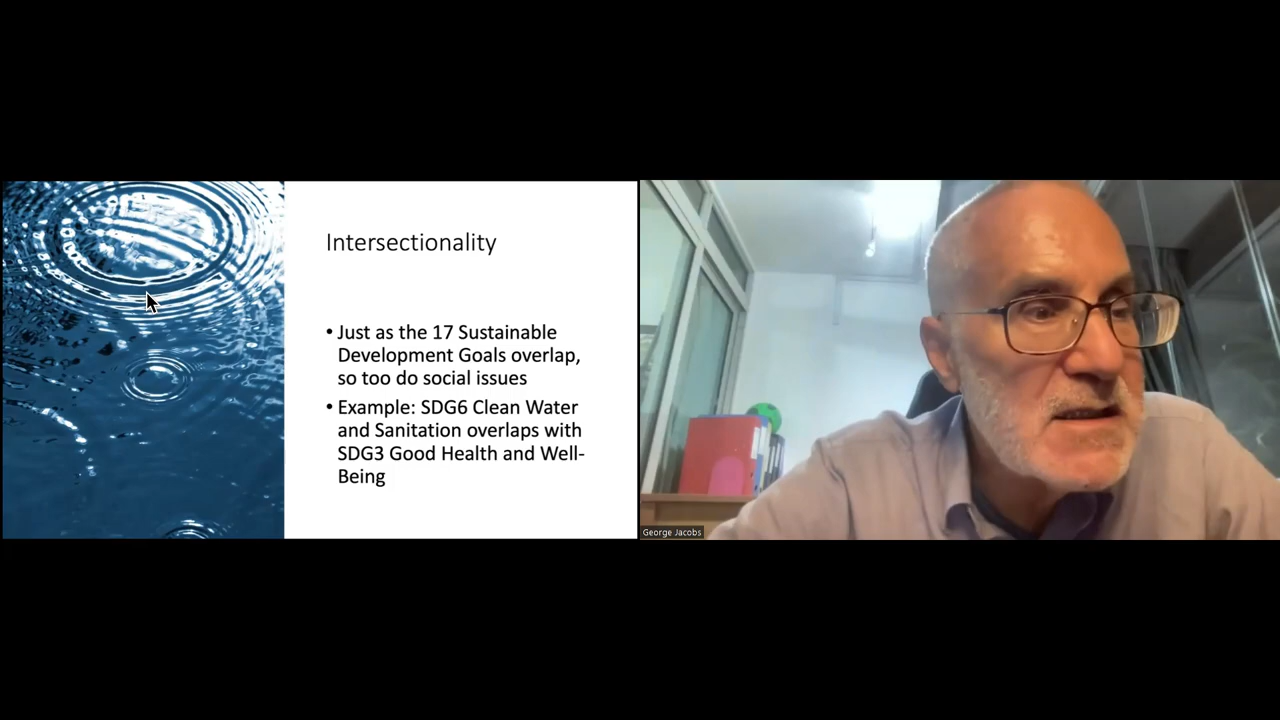 Intersectionality
• Just as the 17 Sustainable
Development Goals overlap,
so too do social issues
• Example: SDG6 Clean Water
and Sanitation overlaps with
SDG3 Good Health and Well-
Being
George Jacobs